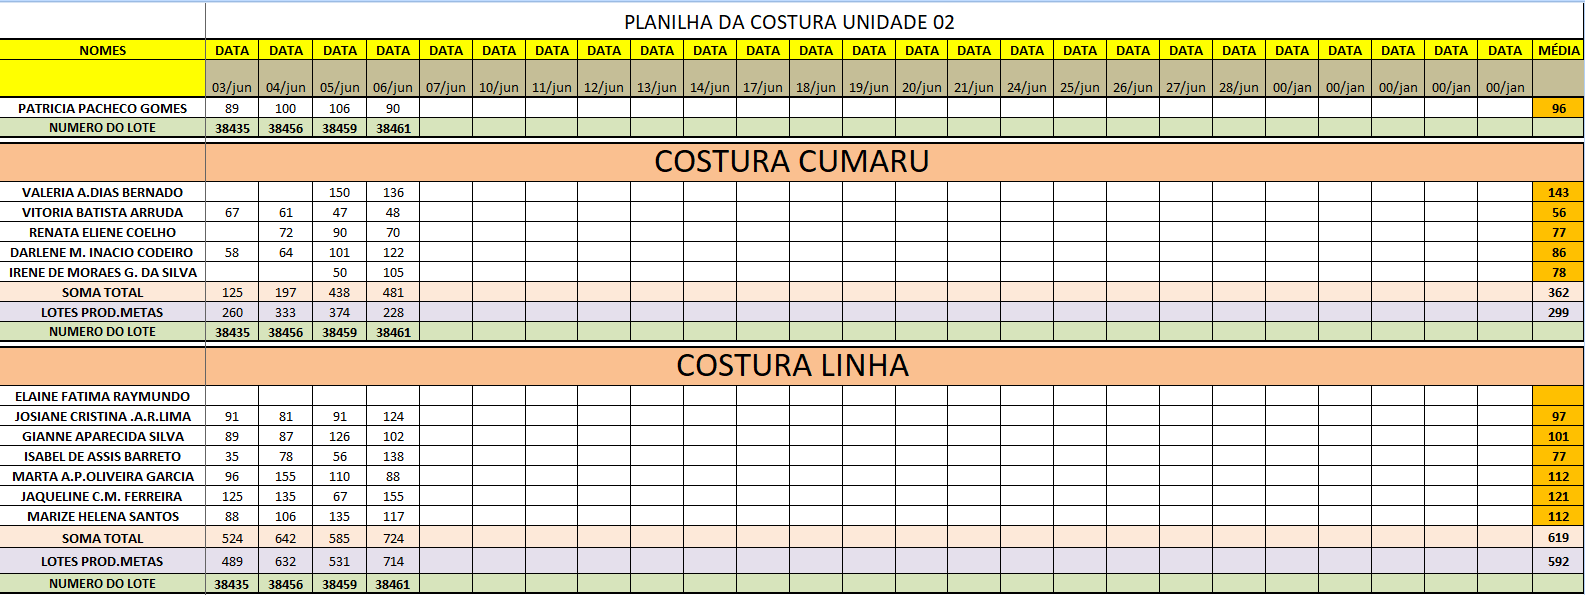 PLANILHA DA COSTURA UNIDADE 02
NOMES DATA DATA DATA DATA DATA DATA DATA DATA DATA DATA DATA DATA DATA DATA DATA DATA DATA DATA DATA DATA DATA DATA DATA DATA DATA MÉDIA
03/jun 04/jun 05/jun 06/jun 07/jun 10/jun 11/jun 12/jun 13/jun 14/jun 17/jun 18/jun 19/jun 20/jun 21/jun 24/jun 25/jun 26/jun 27/jun 28/jun 00/jan 00/jan 00/jan 00/jan 00/jan
PATRICIA PACHECO GOMES 89 100 106 90 96
NUMERO DO LOTE 38435 38456 38459 38461
COSTURA CUMARU
VALERIA A.DIAS BERNADO 150 136 143
VITORIA BATISTA ARRUDA 67 61 47 48 56
RENATA ELIENE COELHO 72 90 70 77
DARLENE M. INACIO CODEIRO 58 64 101 122 86
IRENE DE MORAES G. DA SILVA 50 105 78
SOMA TOTAL 125 197 438 481 362
LOTES PROD.METAS 260 333 374 228 299
NUMERO DO LOTE 38435 38456 38459 38461
COSTURA LINHA
ELAINE FATIMA RAYMUNDO
JOSIANE CRISTINA .A.R.LIMA 91 81 91 124 97
GIANNE APARECIDA SILVA 89 87 126 102 101
ISABEL DE ASSIS BARRETO 35 78 56 138 77
MARTA A.P.OLIVEIRA GARCIA 96 155 110 88 112
JAQUELINE C.M. FERREIRA 125 135 67 155 121
MARIZE HELENA SANTOS 88 106 135 117 112
SOMA TOTAL 524 642 585 724 619
LOTES PROD.METAS 489 632 531 714 592
NUMERO DO LOTE 38435 38456 38459 38461